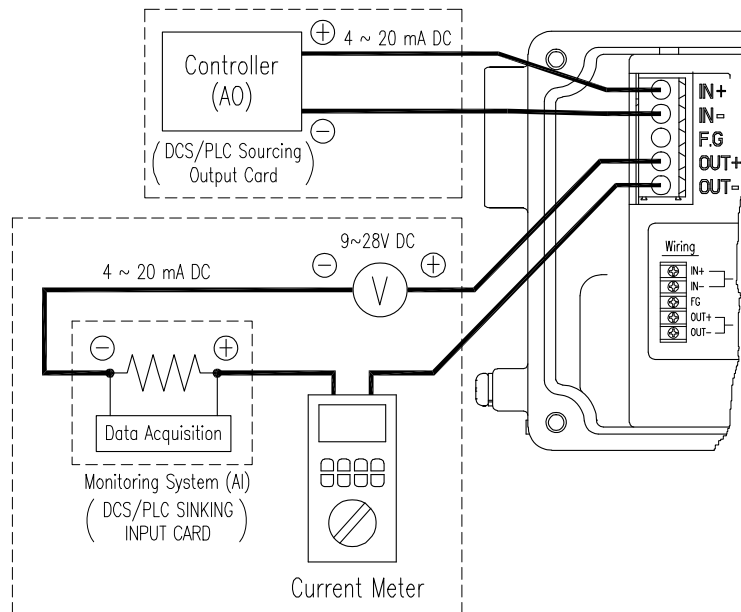 ⊕ 4 ~ 20 mA DC
Controller
(AO)
⊖
(DCS/PLC Sourcing
Output Card)
IN+
IN-
F.G
OUT+
OUT-
9~28V DC
⊖ ⊕
4 ~ 20 mA DC
V
⊖ ⊕
Data Acquisition
Monitoring System (AI)
(DCS/PLC SINKING
INPUT CARD)
Current Meter
Wiring
IN+
IN-
FG
OUT+
OUT-